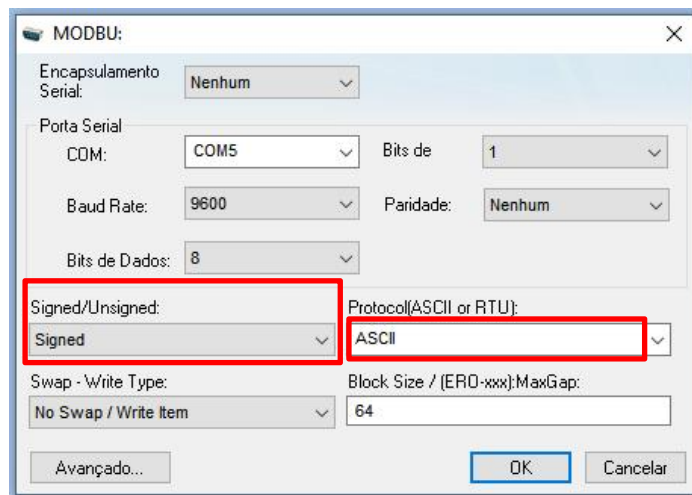 MODBU:
Encapsulamento
Serial:
Nenhum
Porta Serial
COM:
COM5
Bits de
1
Baud Rate:
9600
Paridade:
Nenhum
Bits de Dados:
8
Signed/Unsigned:
Protocol(ASCII or RTU):
Signed
ASCII
Swap - Write Type:
Block Size / (ERO-xxx):MaxGap:
No Swap / Write Item
64
Avançado...
OK
Cancelar